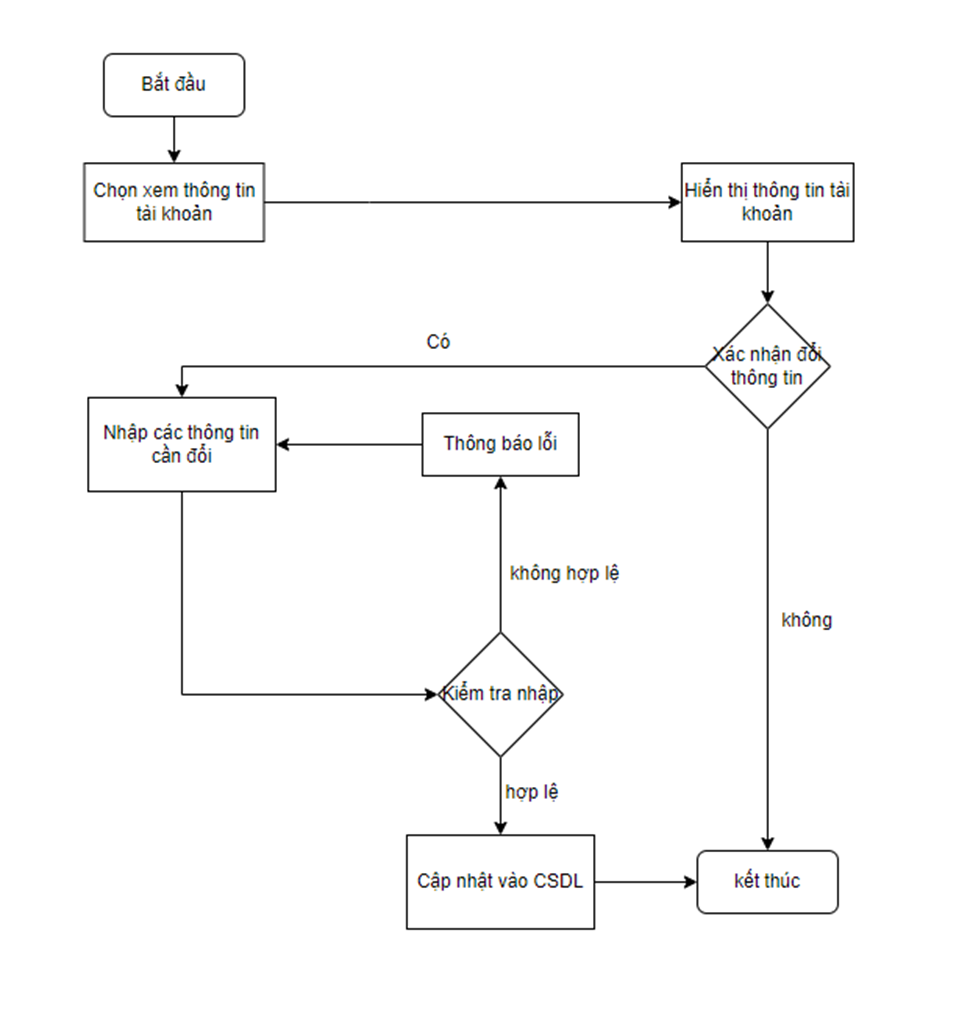 Bắt đầu
Chọn xem thông tin
tài khoản
Hiển thị thông tin tài
khoản
Có
Xác nhận đổi
thông tin
Nhập các thông tin
cần đổi
Thông báo lỗi
không hợp lệ
không
Kiểm tra nhập
hợp lệ
Cập nhật vào CSDL
kết thúc